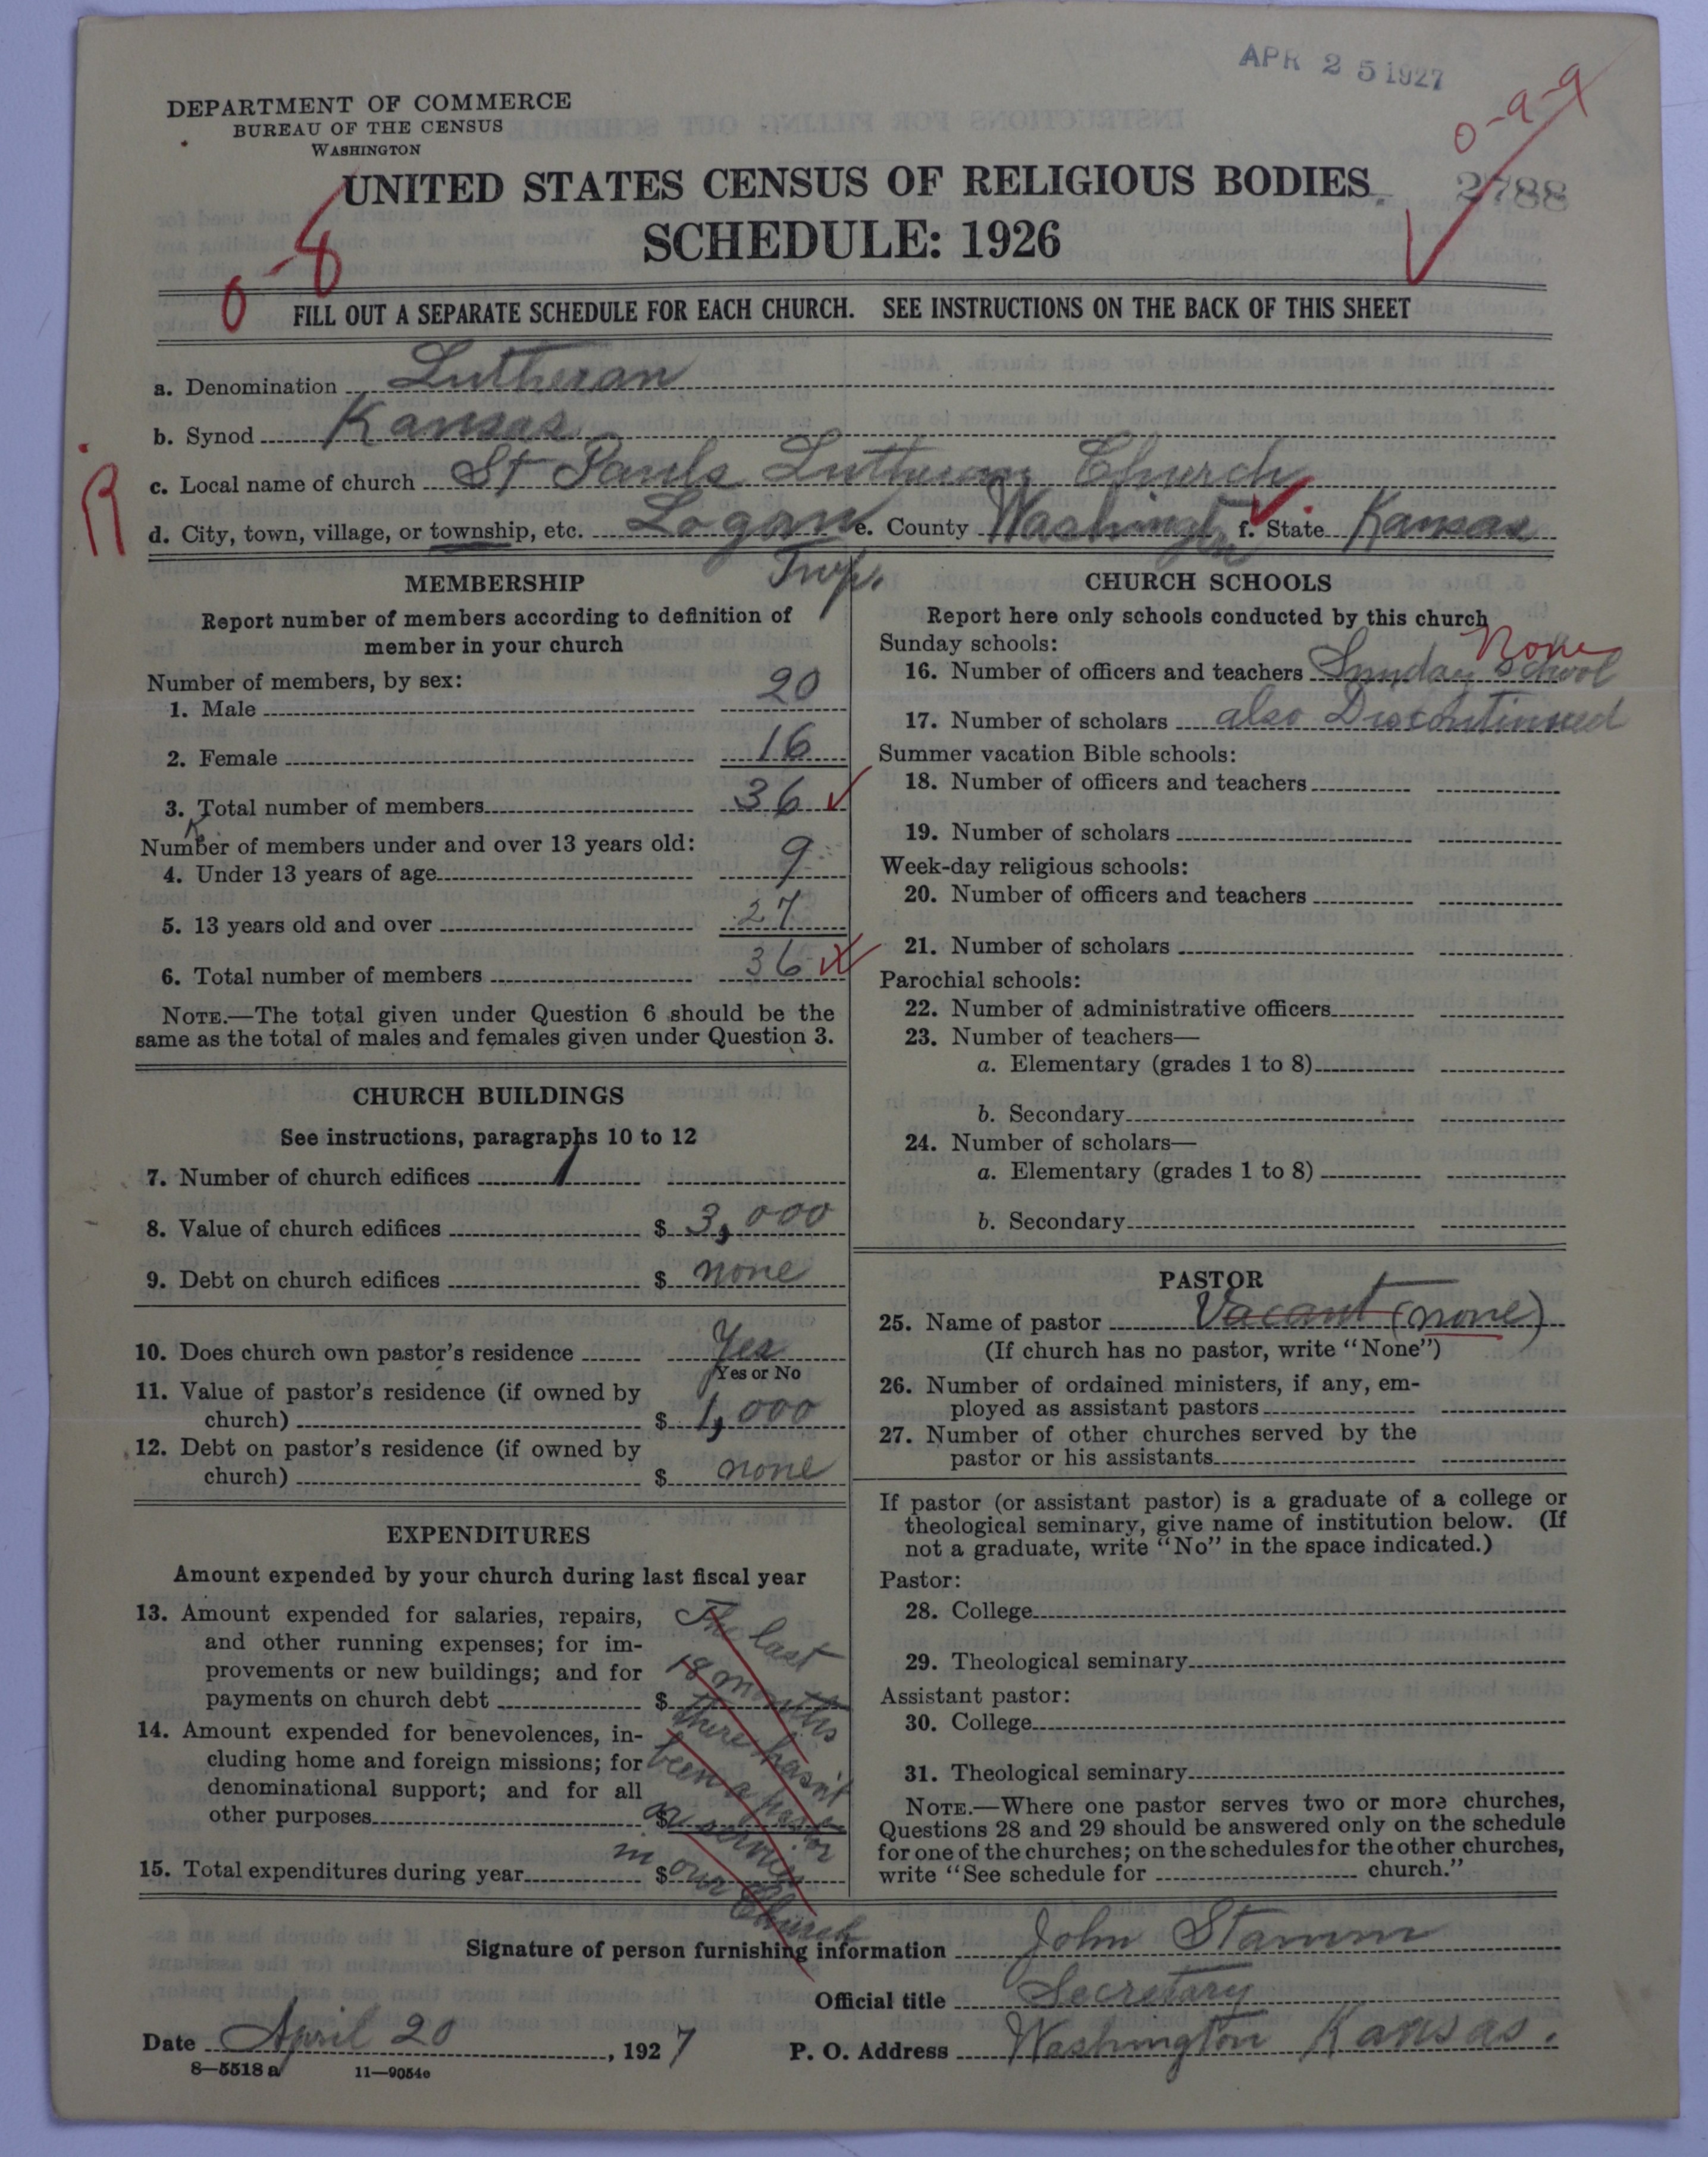 APR 25 1927
DEPARTMENT OF COMMERCE
BUREAU OF THE CENSUS
WASHINGTON
0-9-9
UNITED STATES CENSUS OF RELIGIOUS BODIES
2788
SCHEDULE: 1926
0-8
FILL OUT A SEPARATE SCHEDULE FOR EACH CHURCH. SEE INSTRUCTIONS ON THE BACK OF THIS SHEET
a. Denomination Lutheran
b. Synod Kansas
c. Local name of church St Pauls Lutheran Church
R
d. City, town, village, or township, etc. Logan Twp. e. County Washington f. State Kansas
MEMBERSHIP
Report number of members according to definition of
member in your church
Number of members, by sex:
1. Male 20
2. Female 16
3. Total number of members 36
Number of members under and over 13 years old:
4. Under 13 years of age 9
5. 13 years old and over 27
6. Total number of members 36
NOTE.—The total given under Question 6 should be the
same as the total of males and females given under Question 3.
CHURCH BUILDINGS
See instructions, paragraphs 10 to 12
7. Number of church edifices 1
8. Value of church edifices $ 3,000
9. Debt on church edifices $ none
10. Does church own pastor's residence Yes
Yes or No
11. Value of pastor's residence (if owned by
church) $ 1,000
12. Debt on pastor's residence (if owned by
church) $ none
EXPENDITURES
Amount expended by your church during last fiscal year
13. Amount expended for salaries, repairs,
and other running expenses; for im-
provements or new buildings; and for
payments on church debt $
14. Amount expended for benevolences, in-
cluding home and foreign missions; for
denominational support; and for all
other purposes $
15. Total expenditures during year $
The last
18 months
there hasn't
been a pastor
or service
in our
Church
CHURCH SCHOOLS
Report here only schools conducted by this church
Sunday schools: None
16. Number of officers and teachers Sunday School
17. Number of scholars also Discontinued
Summer vacation Bible schools:
18. Number of officers and teachers
19. Number of scholars
Week-day religious schools:
20. Number of officers and teachers
21. Number of scholars
Parochial schools:
22. Number of administrative officers
23. Number of teachers—
a. Elementary (grades 1 to 8)
b. Secondary
24. Number of scholars—
a. Elementary (grades 1 to 8)
b. Secondary
PASTOR
25. Name of pastor Vacant (none)
(If church has no pastor, write "None")
26. Number of ordained ministers, if any, em-
ployed as assistant pastors
27. Number of other churches served by the
pastor or his assistants
If pastor (or assistant pastor) is a graduate of a college or
theological seminary, give name of institution below. (If
not a graduate, write "No" in the space indicated.)
Pastor:
28. College
29. Theological seminary
Assistant pastor:
30. College
31. Theological seminary
NOTE.—Where one pastor serves two or more churches,
Questions 28 and 29 should be answered only on the schedule
for one of the churches; on the schedules for the other churches,
write "See schedule for church."
Signature of person furnishing information John Stamm
Official title Secretary
Date April 20, 1927 P. O. Address Washington Kansas.
8—5518 a 11—9054e